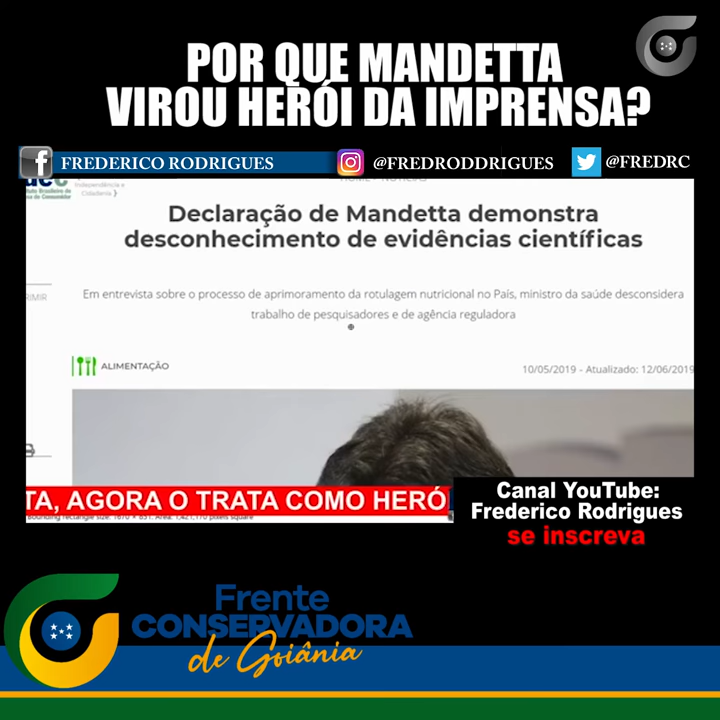 POR QUE MANDETTA
VIROU HERÓI DA IMPRENSA?
FREDERICO RODRIGUES
@FREDRODDRIGUES
@FREDRC
Independência e
Cidadania }
Declaração de Mandetta demonstra
desconhecimento de evidências científicas
Em entrevista sobre o processo de aprimoramento da rotulagem nutricional no País, ministro da saúde desconsidera
trabalho de pesquisadores e de agência reguladora
ALIMENTAÇÃO
10/05/2019 - Atualizado: 12/06/2019
TA, AGORA O TRATA COMO HERÓ
Canal YouTube:
Frederico Rodrigues
se inscreva
Frente
CONSERVADORA
de Goiânia